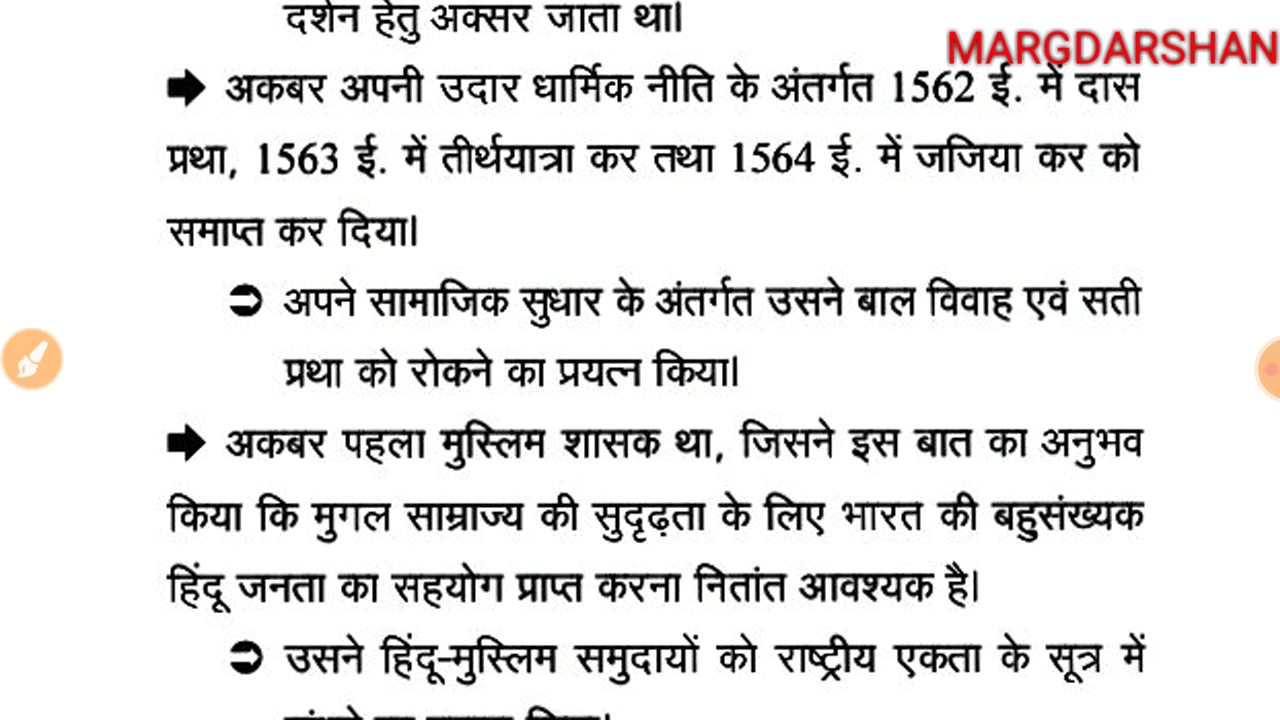 दर्शन हेतु अक्सर जाता था।
MARGDARSHAN
➡ अकबर अपनी उदार धार्मिक नीति के अंतर्गत 1562 ई. में दास
प्रथा, 1563 ई. में तीर्थयात्रा कर तथा 1564 ई. में जजिया कर को
समाप्त कर दिया।
➲ अपने सामाजिक सुधार के अंतर्गत उसने बाल विवाह एवं सती
प्रथा को रोकने का प्रयत्न किया।
➡ अकबर पहला मुस्लिम शासक था, जिसने इस बात का अनुभव
किया कि मुगल साम्राज्य की सुदृढ़ता के लिए भारत की बहुसंख्यक
हिंदू जनता का सहयोग प्राप्त करना नितांत आवश्यक है।
➲ उसने हिंदू-मुस्लिम समुदायों को राष्ट्रीय एकता के सूत्र में